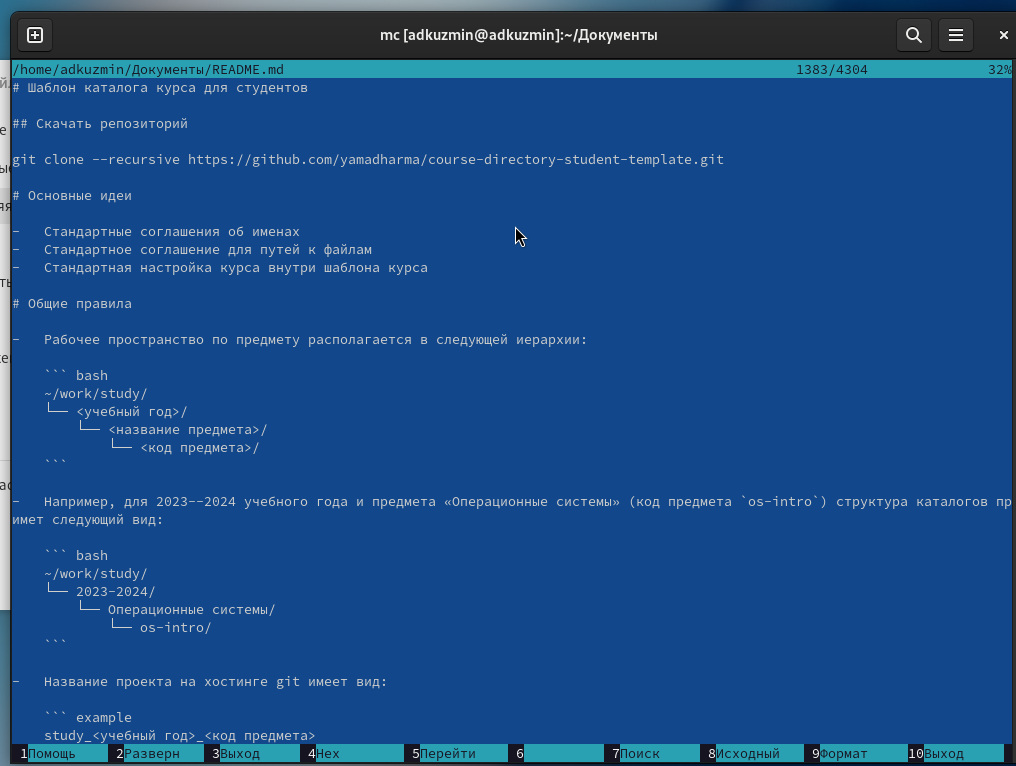 mc [adkuzmin@adkuzmin]:~/Документы
/home/adkuzmin/Документы/README.md 1383/4304 32%
# Шаблон каталога курса для студентов
## Скачать репозиторий
git clone --recursive https://github.com/yamadharma/course-directory-student-template.git
# Основные идеи
- Стандартные соглашения об именах
- Стандартное соглашение для путей к файлам
- Стандартная настройка курса внутри шаблона курса
# Общие правила
- Рабочее пространство по предмету располагается в следующей иерархии:
``` bash
~/work/study/
└── <учебный год>/
└── <название предмета>/
└── <код предмета>/
```
- Например, для 2023--2024 учебного года и предмета «Операционные системы» (код предмета `os-intro`) структура каталогов пр
имет следующий вид:
``` bash
~/work/study/
└── 2023-2024/
└── Операционные системы/
└── os-intro/
```
- Название проекта на хостинге git имеет вид:
``` example
study_<учебный год>_<код предмета>
1Помощь 2Разверн 3Выход 4Hex 5Перейти 6 7Поиск 8Исходный 9Формат 10Выход